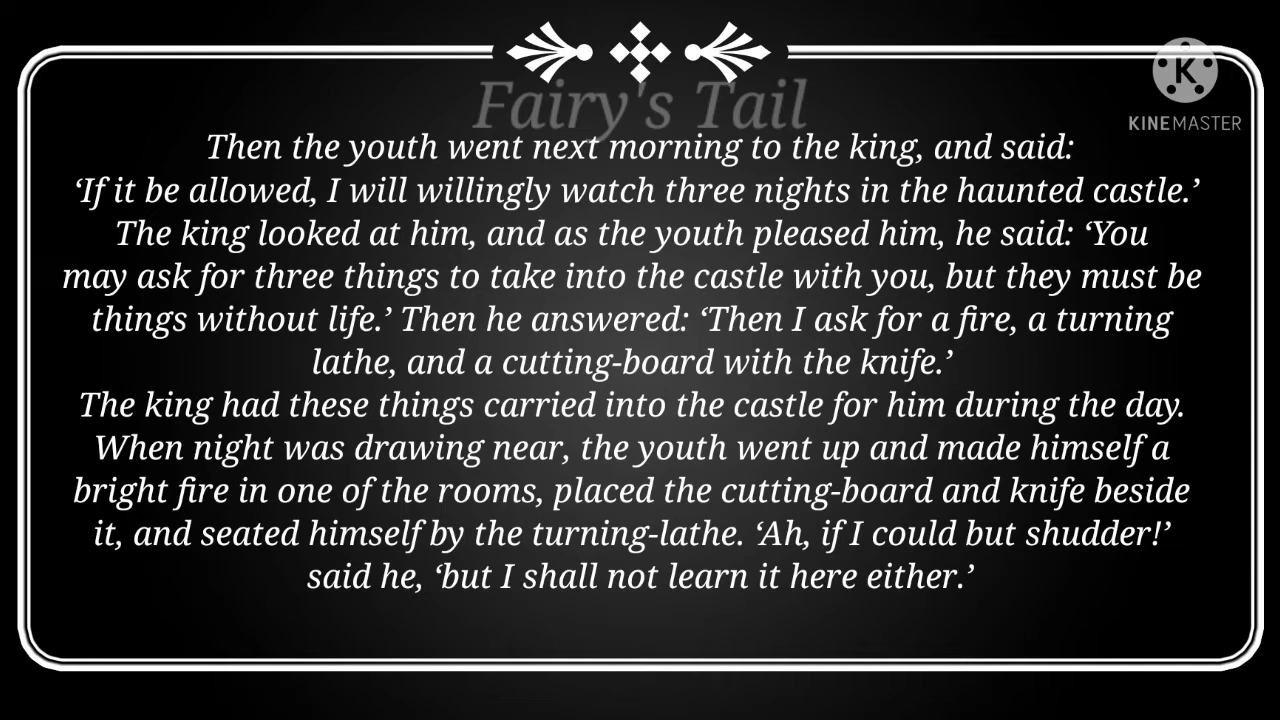 Fairy's Tail
K
KINEMASTER
Then the youth went next morning to the king, and said:
‘If it be allowed, I will willingly watch three nights in the haunted castle.’
The king looked at him, and as the youth pleased him, he said: ‘You
may ask for three things to take into the castle with you, but they must be
things without life.’ Then he answered: ‘Then I ask for a fire, a turning
lathe, and a cutting-board with the knife.’
The king had these things carried into the castle for him during the day.
When night was drawing near, the youth went up and made himself a
bright fire in one of the rooms, placed the cutting-board and knife beside
it, and seated himself by the turning-lathe. ‘Ah, if I could but shudder!’
said he, ‘but I shall not learn it here either.’